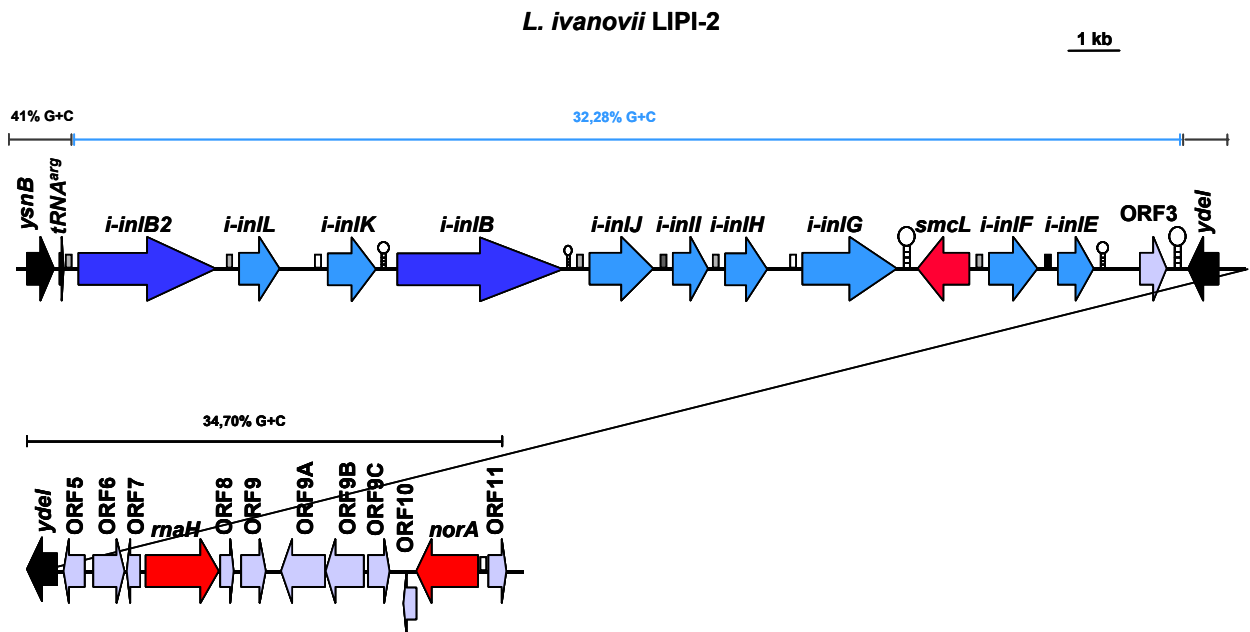 L. ivanovii LIPI-2
1 kb
41% G+C
32,28% G+C
ysnB
tRNAarg
i-inlB2
i-inlL
i-inlK
i-inlB
i-inlJ
i-inlI
i-inlH
i-inlG
smcL
i-inlF
i-inlE
ORF3
ydeI
34,70% G+C
ydeI
ORF5
ORF6
ORF7
rnaH
ORF8
ORF9
ORF9A
ORF9B
ORF9C
ORF10
norA
ORF11